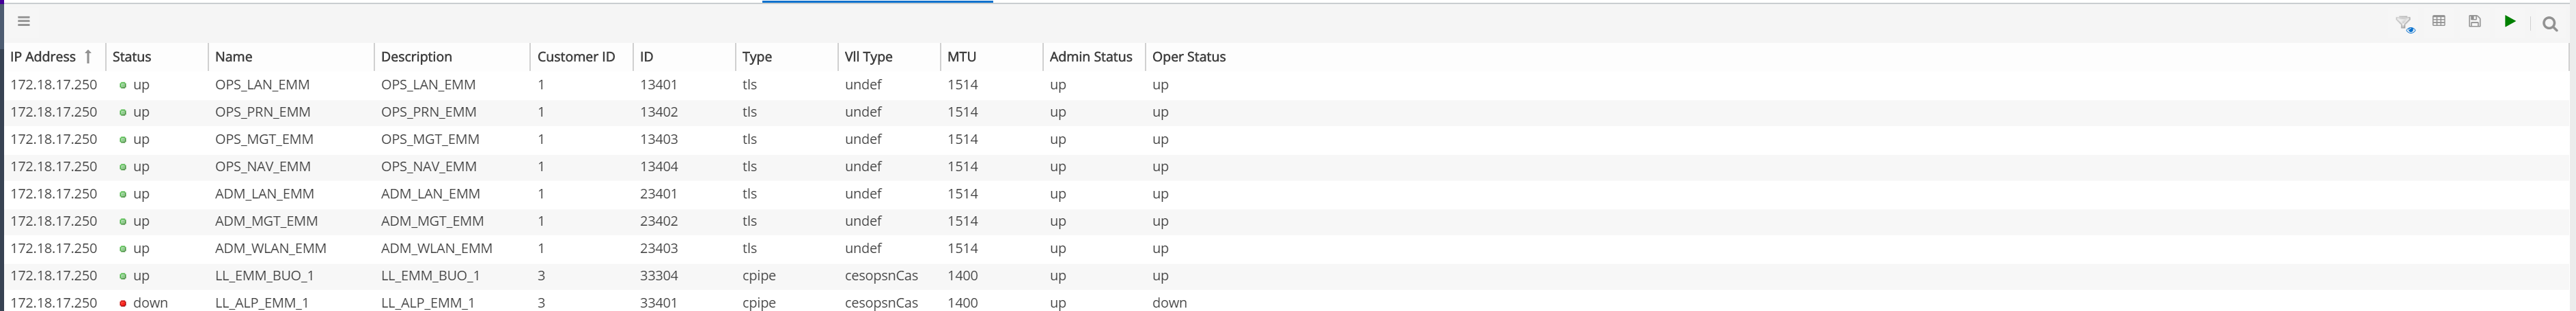 IP Address Status Name Description Customer ID ID Type Vll Type MTU Admin Status Oper Status
172.18.17.250 up OPS_LAN_EMM OPS_LAN_EMM 1 13401 tls undef 1514 up up
172.18.17.250 up OPS_PRN_EMM OPS_PRN_EMM 1 13402 tls undef 1514 up up
172.18.17.250 up OPS_MGT_EMM OPS_MGT_EMM 1 13403 tls undef 1514 up up
172.18.17.250 up OPS_NAV_EMM OPS_NAV_EMM 1 13404 tls undef 1514 up up
172.18.17.250 up ADM_LAN_EMM ADM_LAN_EMM 1 23401 tls undef 1514 up up
172.18.17.250 up ADM_MGT_EMM ADM_MGT_EMM 1 23402 tls undef 1514 up up
172.18.17.250 up ADM_WLAN_EMM ADM_WLAN_EMM 1 23403 tls undef 1514 up up
172.18.17.250 up LL_EMM_BUO_1 LL_EMM_BUO_1 3 33304 cpipe cesopsnCas 1400 up up
172.18.17.250 down LL_ALP_EMM_1 LL_ALP_EMM_1 3 33401 cpipe cesopsnCas 1400 up down